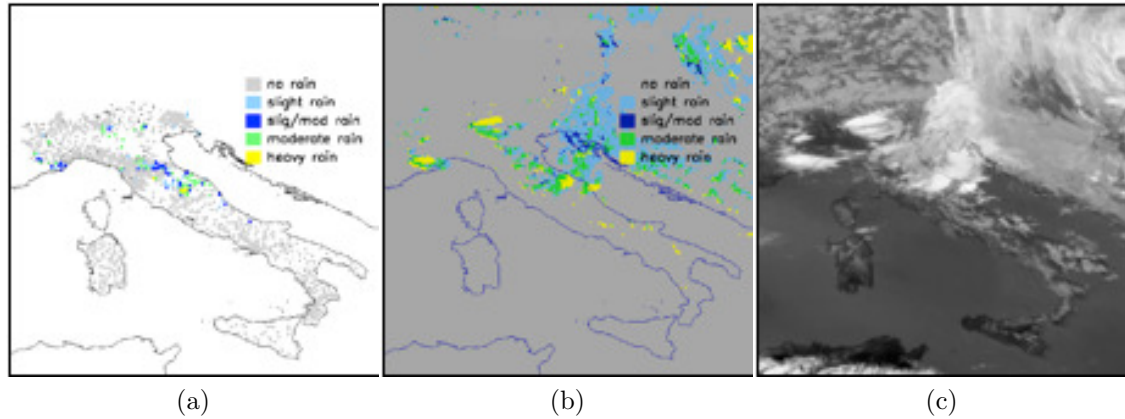 no rain
slight rain
slig/mod rain
moderate rain
heavy rain
no rain
slight rain
slig/mod rain
moderate rain
heavy rain
(a)
(b)
(c)